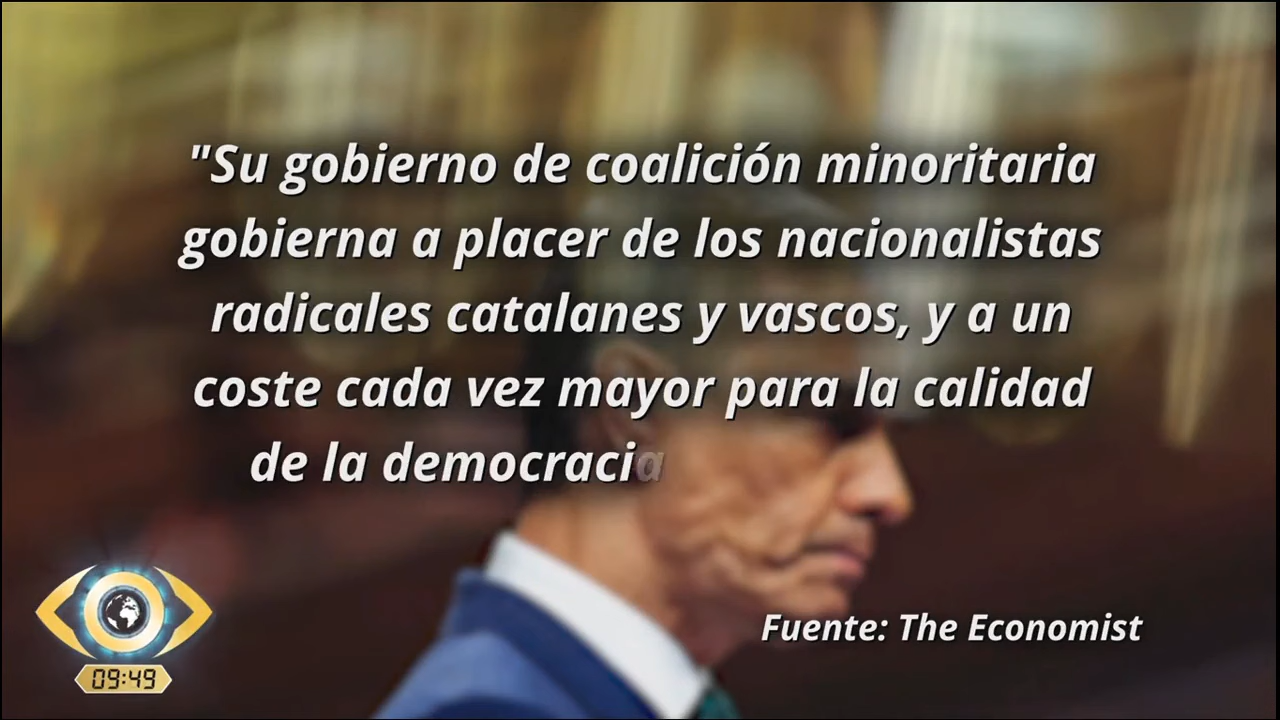 "Su gobierno de coalición minoritaria
gobierna a placer de los nacionalistas
radicales catalanes y vascos, y a un
coste cada vez mayor para la calidad
de la democracia
Fuente: The Economist
09:49